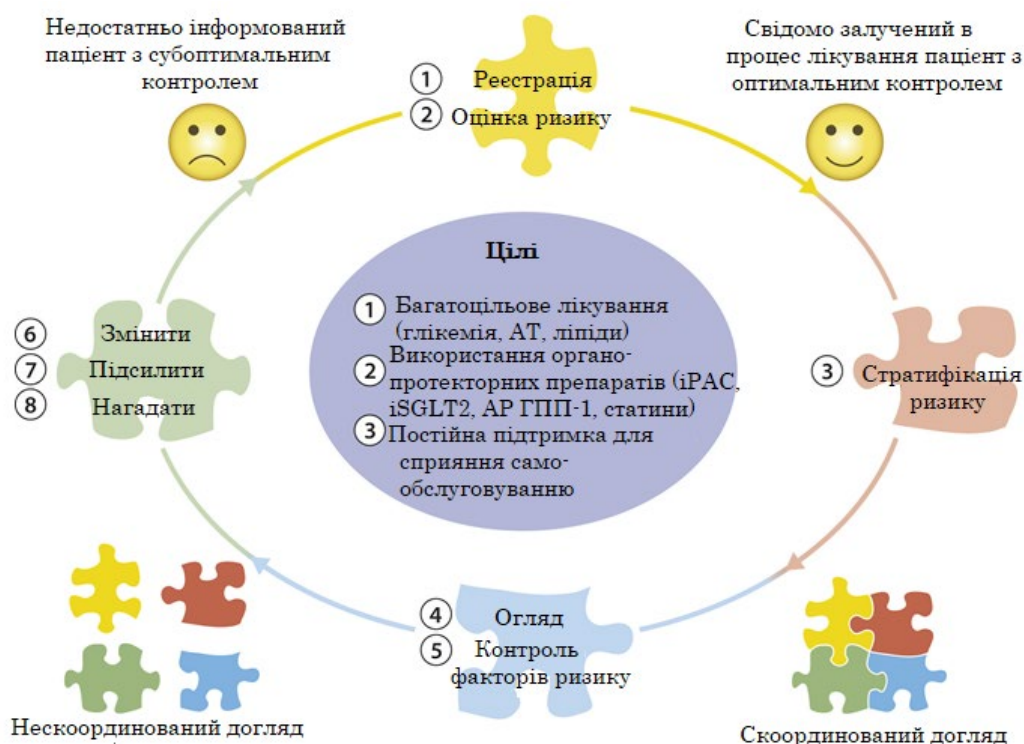 Недостатньо інформований
пацієнт з субоптимальним
контролем
Свідомо залучений в
процес лікування пацієнт з
оптимальним контролем
1 Реєстрація
2 Оцінка ризику
Цілі
1 Багатоцільове лікування
(глікемія, АТ, ліпіди)
2 Використання органо-
протекторних препаратів (іРАС,
iSGLT2, АР ГПП-1, статини)
3 Постійна підтримка для
сприяння само-
обслуговуванню
3 Стратифікація
ризику
6 Змінити
7 Підсилити
8 Нагадати
4 Огляд
5 Контроль
факторів ризику
Нескоординований догляд
Скоординований догляд